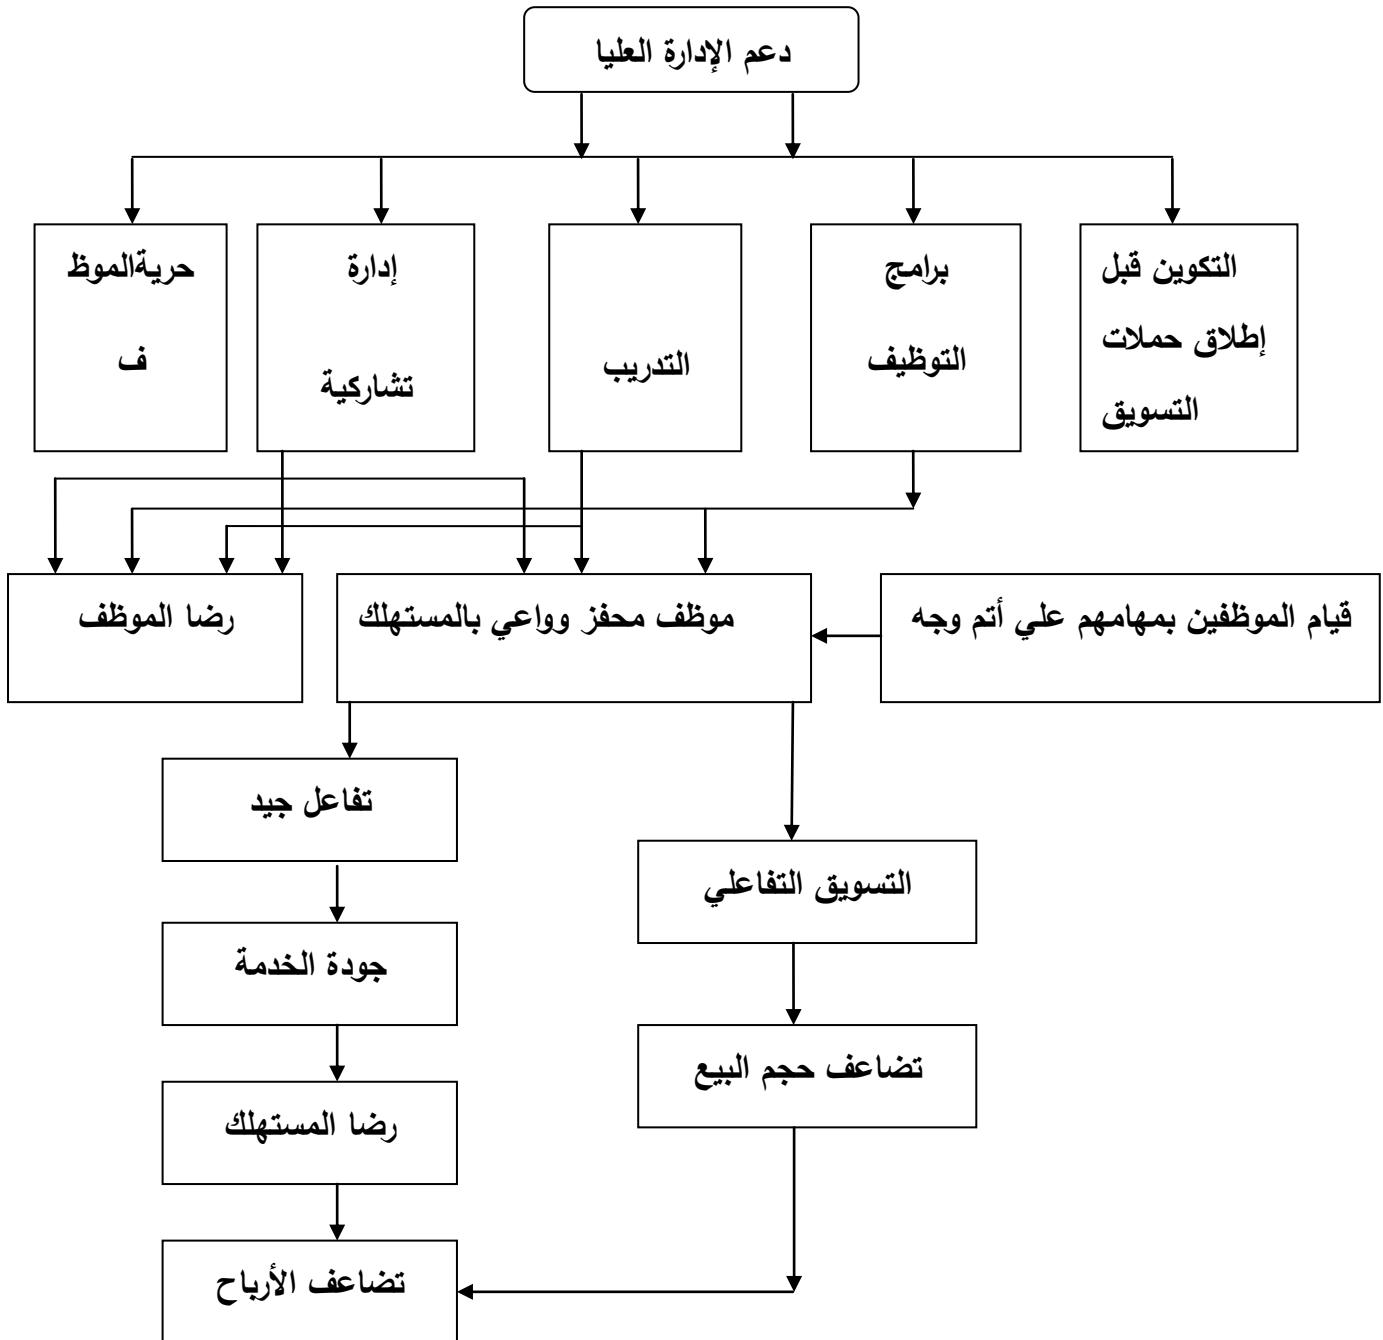 دعم الإدارة العليا
التكوين قبل
إطلاق حملات
التسويق
برامج
التوظيف
التدريب
إدارة
تشاركية
حريةالموظ
ف
قيام الموظفين بمهامهم علي أتم وجه
موظف محفز وواعي بالمستهلك
رضا الموظف
تفاعل جيد
التسويق التفاعلي
جودة الخدمة
تضاعف حجم البيع
رضا المستهلك
تضاعف الأرباح